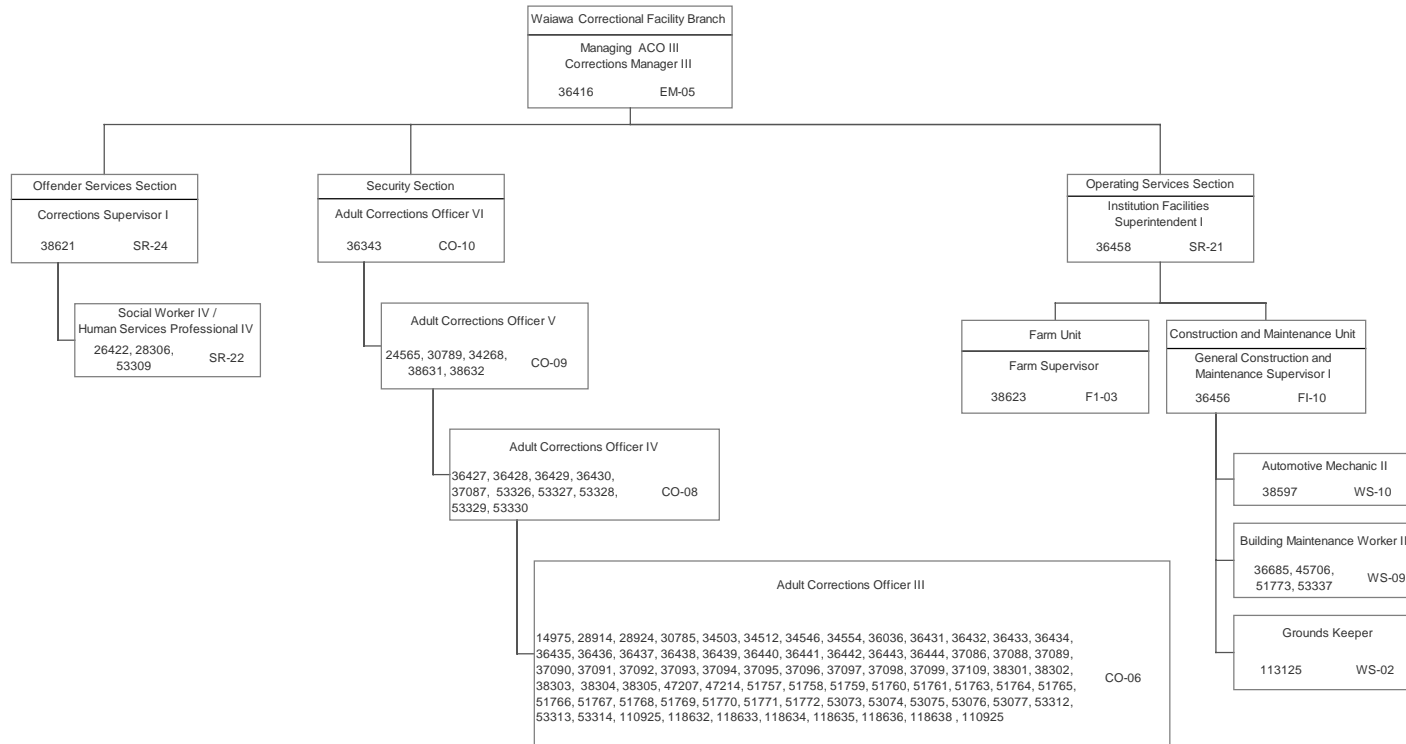 Waiawa Correctional Facility Branch
Managing ACO III
Corrections Manager III
36416 EM-05
Offender Services Section
Corrections Supervisor I
38621 SR-24
Social Worker IV /
Human Services Professional IV
26422, 28306,
53309
SR-22
Security Section
Adult Corrections Officer VI
36343 CO-10
Adult Corrections Officer V
24565, 30789, 34268,
38631, 38632
CO-09
Adult Corrections Officer IV
36427, 36428, 36429, 36430,
37087, 53326, 53327, 53328,
53329, 53330
CO-08
Adult Corrections Officer III
14975, 28914, 28924, 30785, 34503, 34512, 34546, 34554, 36036, 36431, 36432, 36433, 36434,
36435, 36436, 36437, 36438, 36439, 36440, 36441, 36442, 36443, 36444, 37086, 37088, 37089,
37090, 37091, 37092, 37093, 37094, 37095, 37096, 37097, 37098, 37099, 37109, 38301, 38302,
38303, 38304, 38305, 47207, 47214, 51757, 51758, 51759, 51760, 51761, 51763, 51764, 51765,
51766, 51767, 51768, 51769, 51770, 51771, 51772, 53073, 53074, 53075, 53076, 53077, 53312,
53313, 53314, 110925, 118632, 118633, 118634, 118635, 118636, 118638 , 110925
CO-06
Operating Services Section
Institution Facilities
Superintendent I
36458 SR-21
Farm Unit
Farm Supervisor
38623 F1-03
Construction and Maintenance Unit
General Construction and
Maintenance Supervisor I
36456 FI-10
Automotive Mechanic II
38597 WS-10
Building Maintenance Worker II
36685, 45706,
51773, 53337
WS-09
Grounds Keeper
113125 WS-02